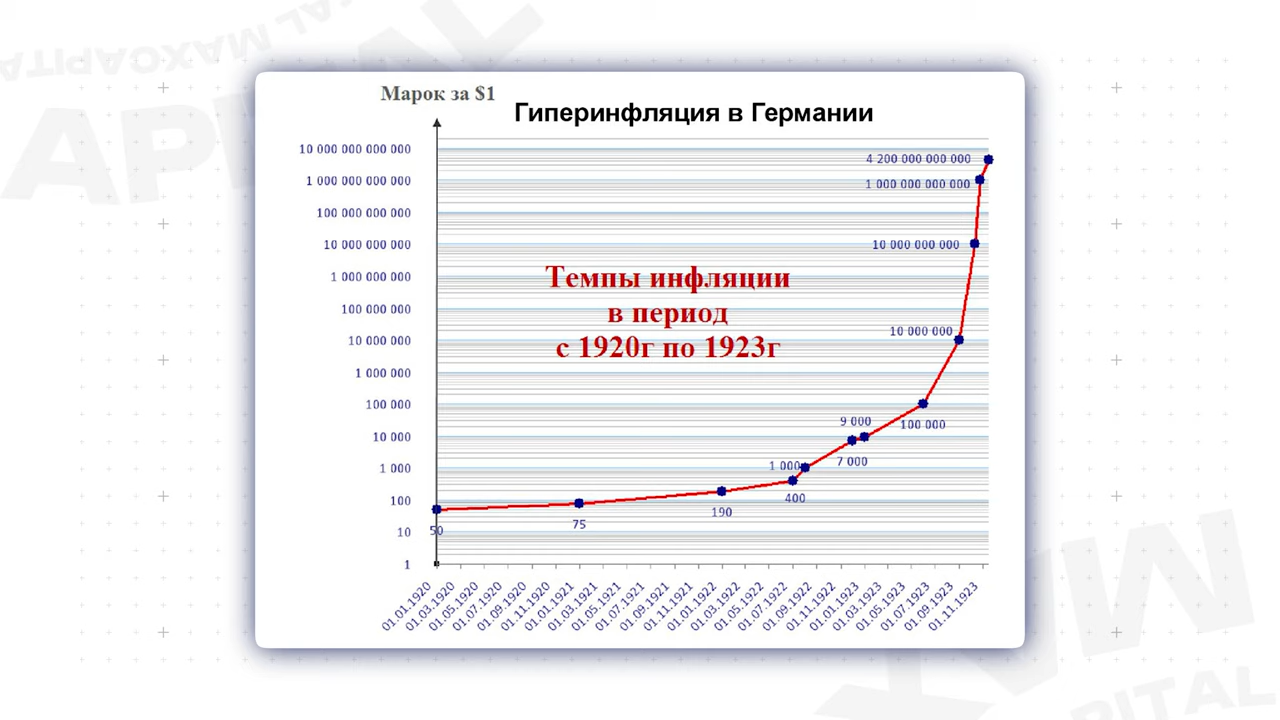 Марок за $1
Гиперинфляция в Германии
10 000 000 000 000
1 000 000 000 000
100 000 000 000
10 000 000 000
1 000 000 000
100 000 000
10 000 000
1 000 000
100 000
10 000
1 000
100
10
1
Темпы инфляции
в период
с 1920г по 1923г
4 200 000 000 000
1 000 000 000 000
10 000 000 000
10 000 000
9 000
100 000
1 000
7 000
400
190
75
50
01.01.1920
01.03.1920
01.05.1920
01.07.1920
01.09.1920
01.11.1920
01.01.1921
01.03.1921
01.05.1921
01.07.1921
01.09.1921
01.11.1921
01.01.1922
01.03.1922
01.05.1922
01.07.1922
01.09.1922
01.11.1922
01.01.1923
01.03.1923
01.05.1923
01.07.1923
01.09.1923
01.11.1923